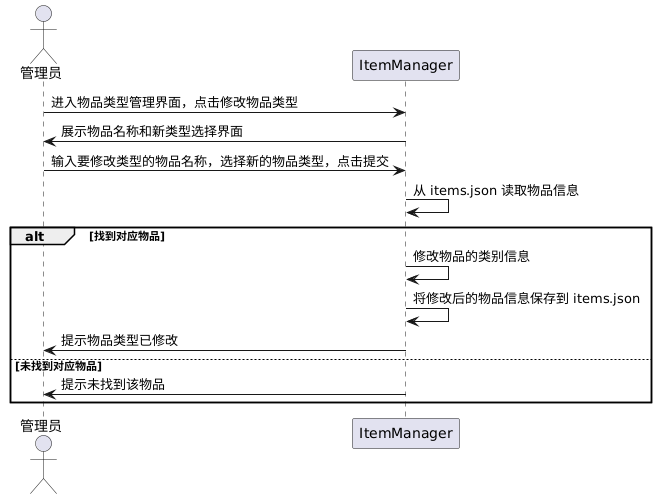 管理员
ItemManager
进入物品类型管理界面，点击修改物品类型
展示物品名称和新类型选择界面
输入要修改类型的物品名称，选择新的物品类型，点击提交
从 items.json 读取物品信息
alt
[找到对应物品]
修改物品的类别信息
将修改后的物品信息保存到 items.json
提示物品类型已修改
[未找到对应物品]
提示未找到该物品
管理员
ItemManager